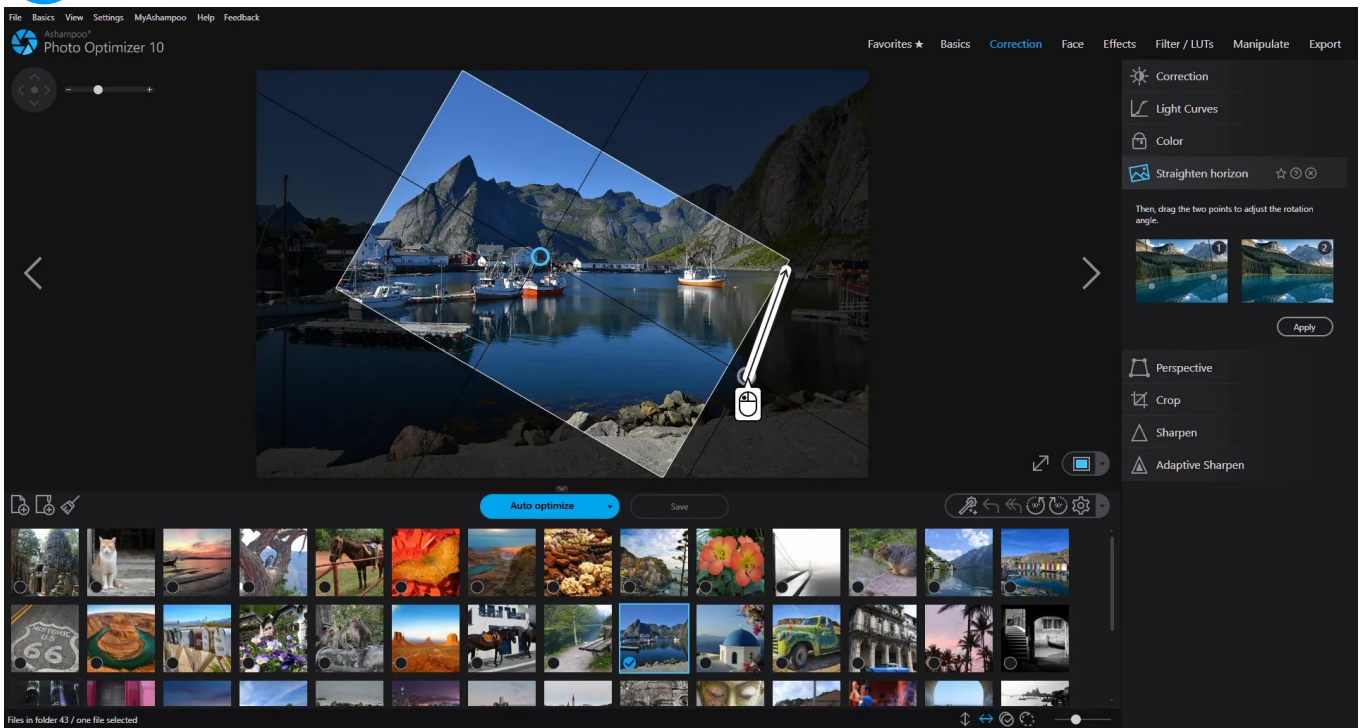 File Basics View Settings MyAshampoo Help Feedback
Ashampoo®
Photo Optimizer 10
Favorites ★ Basics Correction Face Effects Filter / LUTs Manipulate Export
Correction
Light Curves
Color
Straighten horizon
Then, drag the two points to adjust the rotation
angle.
1 2
Apply
Perspective
Crop
Sharpen
Adaptive Sharpen
Auto optimize
Save
90° 90°
HISTORIC
US
66
Files in folder 43 / one file selected